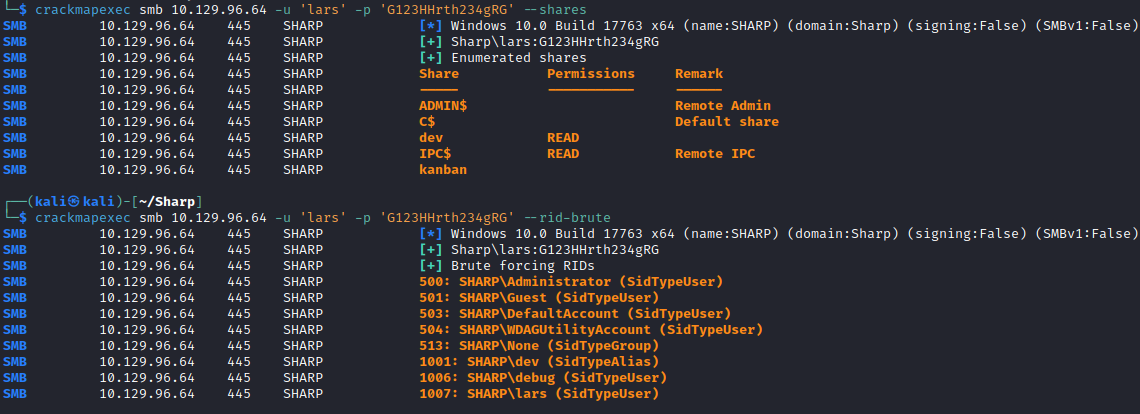 └─$ crackmapexec smb 10.129.96.64 -u 'lars' -p 'G123HHrth234gRG' --shares
SMB 10.129.96.64 445 SHARP [*] Windows 10.0 Build 17763 x64 (name:SHARP) (domain:Sharp) (signing:False) (SMBv1:False)
SMB 10.129.96.64 445 SHARP [+] Sharp\lars:G123HHrth234gRG
SMB 10.129.96.64 445 SHARP [+] Enumerated shares
SMB 10.129.96.64 445 SHARP Share Permissions Remark
SMB 10.129.96.64 445 SHARP ----- ----------- ------
SMB 10.129.96.64 445 SHARP ADMIN$ Remote Admin
SMB 10.129.96.64 445 SHARP C$ Default share
SMB 10.129.96.64 445 SHARP dev READ
SMB 10.129.96.64 445 SHARP IPC$ READ Remote IPC
SMB 10.129.96.64 445 SHARP kanban
┌──(kali㉿kali)-[~/Sharp]
└─$ crackmapexec smb 10.129.96.64 -u 'lars' -p 'G123HHrth234gRG' --rid-brute
SMB 10.129.96.64 445 SHARP [*] Windows 10.0 Build 17763 x64 (name:SHARP) (domain:Sharp) (signing:False) (SMBv1:False)
SMB 10.129.96.64 445 SHARP [+] Sharp\lars:G123HHrth234gRG
SMB 10.129.96.64 445 SHARP [+] Brute forcing RIDs
SMB 10.129.96.64 445 SHARP 500: SHARP\Administrator (SidTypeUser)
SMB 10.129.96.64 445 SHARP 501: SHARP\Guest (SidTypeUser)
SMB 10.129.96.64 445 SHARP 503: SHARP\DefaultAccount (SidTypeUser)
SMB 10.129.96.64 445 SHARP 504: SHARP\WDAGUtilityAccount (SidTypeUser)
SMB 10.129.96.64 445 SHARP 513: SHARP\None (SidTypeGroup)
SMB 10.129.96.64 445 SHARP 1001: SHARP\dev (SidTypeAlias)
SMB 10.129.96.64 445 SHARP 1006: SHARP\debug (SidTypeUser)
SMB 10.129.96.64 445 SHARP 1007: SHARP\lars (SidTypeUser)